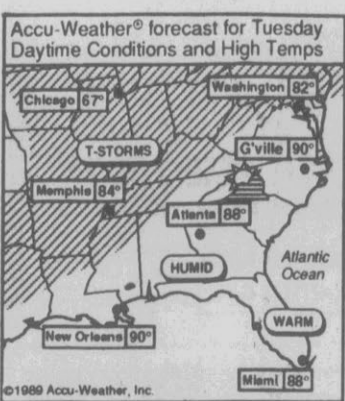 Accu-Weather® forecast for Tuesday
Daytime Conditions and High Temps
Washington 82°
Chicago 67°
T-STORMS
G'ville 90°
Memphis 84°
Atlanta 88°
Atlantic
Ocean
HUMID
WARM
New Orleans 90°
Miami 88°
©1989 Accu-Weather, Inc.